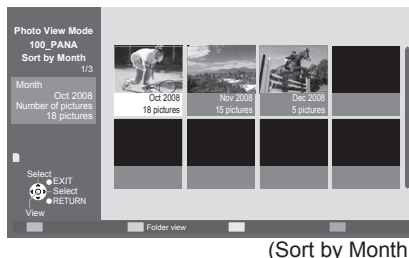 Photo View Mode
100_PANA
Sort by Month
1/3
Month
Oct 2008
Number of pictures
18 pictures
Select
EXIT
Select
RETURN
View
Oct 2008
18 pictures
Nov 2008
15 pictures
Dec 2008
5 pictures
Folder view
(Sort by Month